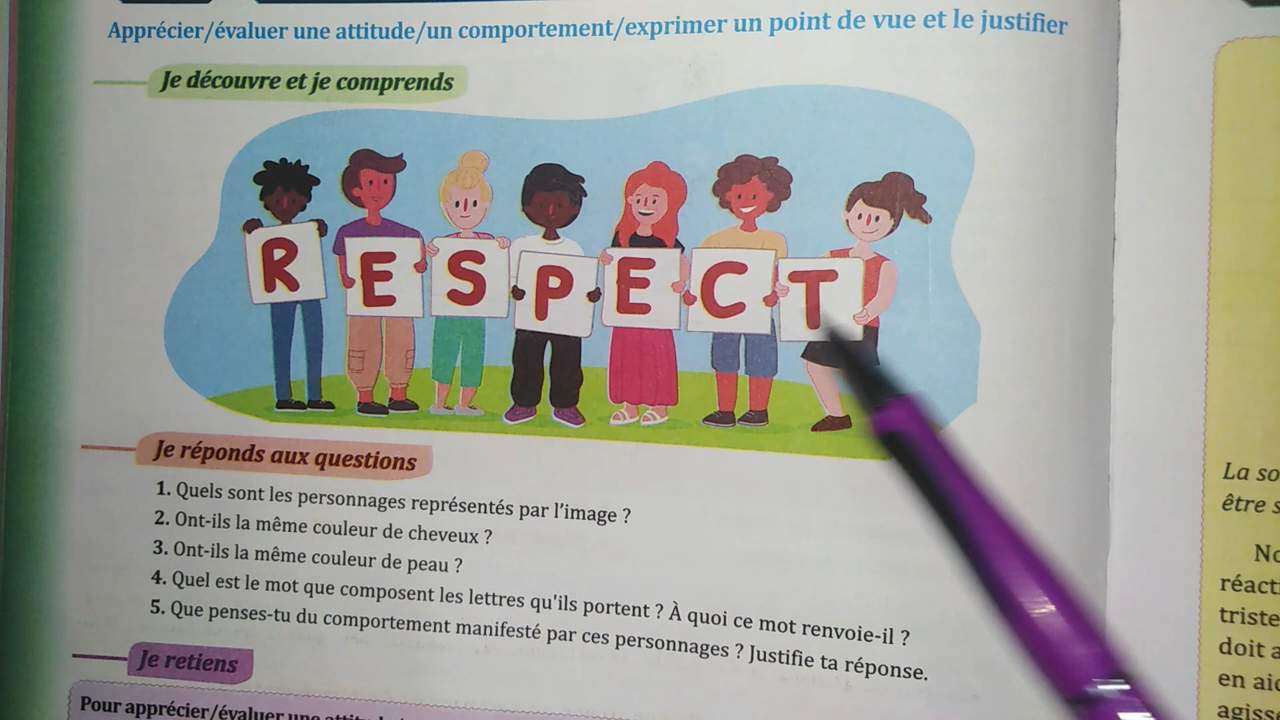 Apprécier/évaluer une attitude/un comportement/exprimer un point de vue et le justifier
Je découvre et je comprends
R E S P E C T
Je réponds aux questions
1. Quels sont les personnages représentés par l'image ?
2. Ont-ils la même couleur de cheveux ?
3. Ont-ils la même couleur de peau ?
4. Quel est le mot que composent les lettres qu'ils portent ? À quoi ce mot renvoie-il ?
5. Que penses-tu du comportement manifesté par ces personnages ? Justifie ta réponse.
Je retiens
Pour apprécier/évaluer une
La so
être s
No
réact
triste
doit a
en aid
agiss